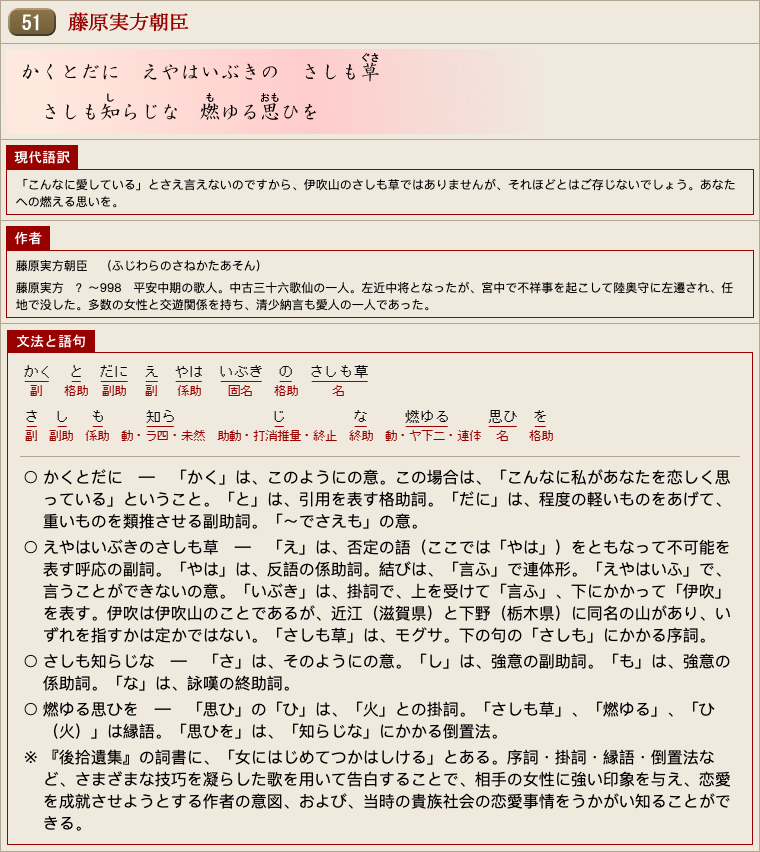 51 藤原実方朝臣
かくとだに　えやはいぶきの　さしも草
ぐさ
さしも知らじな　燃ゆる思ひを
し も おも
現代語訳
「こんなに愛している」とさえ言えないのですから、伊吹山のさしも草ではありませんが、それほどとはご存じないでしょう。あなた
への燃える思いを。
作者
藤原実方朝臣　（ふじわらのさねかたあそん）
藤原実方　？～998　平安中期の歌人。中古三十六歌仙の一人。左近中将となったが、宮中で不祥事を起こして陸奥守に左遷され、任
地で没した。多数の女性と交遊関係を持ち、清少納言も愛人の一人であった。
文法と語句
かく と だに え やは いぶき の さしも草
副 格助 副助 副 係助 固名 格助 名
さ し も 知ら じ な 燃ゆる 思ひ を
副 副助 係助 動・ラ四・未然 助動・打消推量・終止 終助 動・ヤ下二・連体 名 格助
○ かくとだに　―　「かく」は、このようにの意。この場合は、「こんなに私があなたを恋しく思
っている」ということ。「と」は、引用を表す格助詞。「だに」は、程度の軽いものをあげて、
重いものを類推させる副助詞。「～でさえも」の意。
○ えやはいぶきのさしも草　―　「え」は、否定の語（ここでは「やは」）をともなって不可能を
表す呼応の副詞。「やは」は、反語の係助詞。結びは、「言ふ」で連体形。「えやはいふ」で、
言うことができないの意。「いぶき」は、掛詞で、上を受けて「言ふ」、下にかかって「伊吹」
を表す。伊吹は伊吹山のことであるが、近江（滋賀県）と下野（栃木県）に同名の山があり、い
ずれを指すかは定かではない。「さしも草」は、モグサ。下の句の「さしも」にかかる序詞。
○ さしも知らじな　―　「さ」は、そのようにの意。「し」は、強意の副助詞。「も」は、強意の
係助詞。「な」は、詠嘆の終助詞。
○ 燃ゆる思ひを　―　「思ひ」の「ひ」は、「火」との掛詞。「さしも草」、「燃ゆる」、「ひ
（火）」は縁語。「思ひを」は、「知らじな」にかかる倒置法。
※ 『後拾遺集』の詞書に、「女にはじめてつかはしける」とある。序詞・掛詞・縁語・倒置法な
ど、さまざまな技巧を凝らした歌を用いて告白することで、相手の女性に強い印象を与え、恋愛
を成就させようとする作者の意図、および、当時の貴族社会の恋愛事情をうかがい知ることがで
きる。